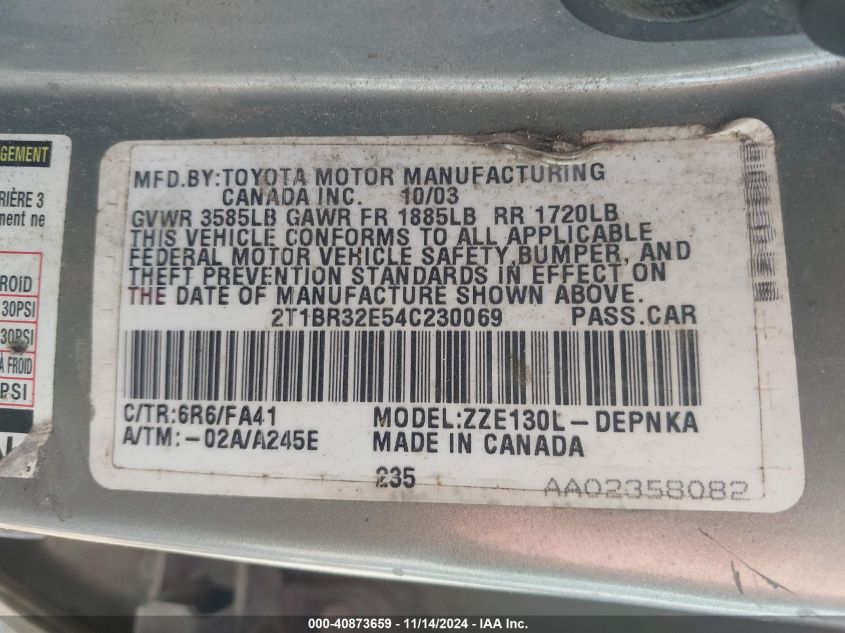 GEMENT
RIÈRE 3
ment ne
ROID
30PSI
30PSI
À FROID
PSI
MFD.BY:TOYOTA MOTOR MANUFACTURING
CANADA INC. 10/03
GVWR 3585LB GAWR FR 1885LB RR 1720LB
THIS VEHICLE CONFORMS TO ALL APPLICABLE
FEDERAL MOTOR VEHICLE SAFETY,BUMPER, AND
THEFT PREVENTION STANDARDS IN EFFECT ON
THE DATE OF MANUFACTURE SHOWN ABOVE.
2T1BR32E54C230069 PASS.CAR
C/TR:6R6/FA41 MODEL:ZZE130L-DEPNKA
A/TM:-02A/A245E MADE IN CANADA
235 AA02358082
000-40873659 - 11/14/2024 - IAA Inc.